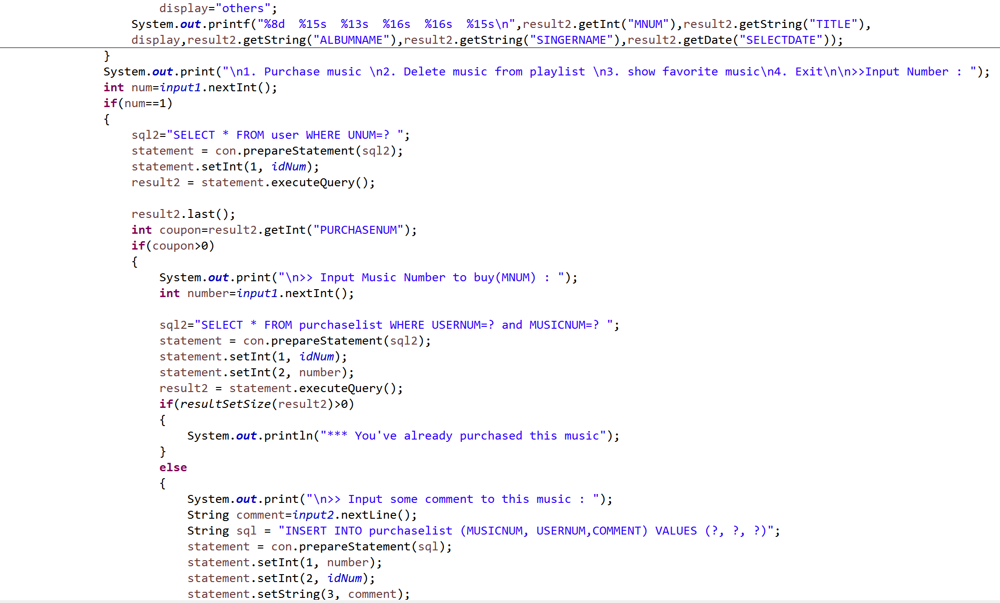 display="others";
System.out.printf("%8d  %15s  %13s  %16s  %16s  %15s\n",result2.getInt("MNUM"),result2.getString("TITLE"),
display,result2.getString("ALBUMNAME"),result2.getString("SINGERNAME"),result2.getDate("SELECTDATE"));
}
System.out.print("\n1. Purchase music \n2. Delete music from playlist \n3. show favorite music\n4. Exit\n\n>>Input Number : ");
int num=input1.nextInt();
if(num==1)
{
sql2="SELECT * FROM user WHERE UNUM=? ";
statement = con.prepareStatement(sql2);
statement.setInt(1, idNum);
result2 = statement.executeQuery();
result2.last();
int coupon=result2.getInt("PURCHASENUM");
if(coupon>0)
{
System.out.print("\n>> Input Music Number to buy(MNUM) : ");
int number=input1.nextInt();
sql2="SELECT * FROM purchaselist WHERE USERNUM=? and MUSICNUM=? ";
statement = con.prepareStatement(sql2);
statement.setInt(1, idNum);
statement.setInt(2, number);
result2 = statement.executeQuery();
if(resultSetSize(result2)>0)
{
System.out.println("*** You've already purchased this music");
}
else
{
System.out.print("\n>> Input some comment to this music : ");
String comment=input2.nextLine();
String sql = "INSERT INTO purchaselist (MUSICNUM, USERNUM,COMMENT) VALUES (?, ?, ?)";
statement = con.prepareStatement(sql);
statement.setInt(1, number);
statement.setInt(2, idNum);
statement.setString(3, comment);